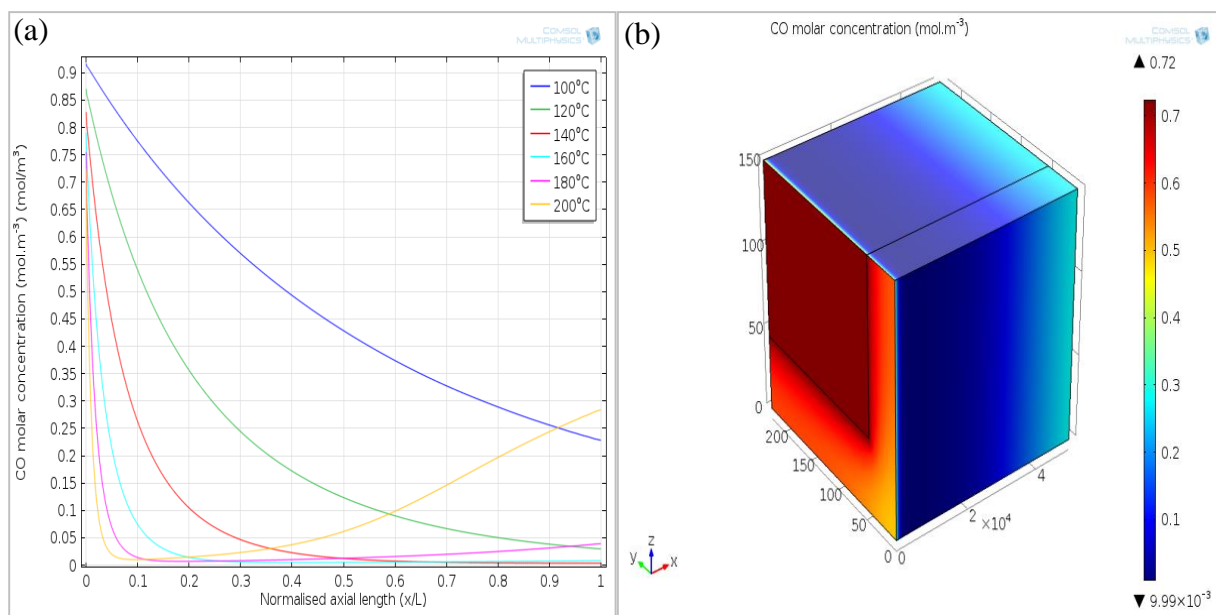 (a)
COMSOL
MULTIPHYSICS
CO molar concentration (mol.m⁻³) (mol/m³)
0.9
0.85
0.8
0.75
0.7
0.65
0.6
0.55
0.5
0.45
0.4
0.35
0.3
0.25
0.2
0.15
0.1
0.05
0
100°C
120°C
140°C
160°C
180°C
200°C
0 0.1 0.2 0.3 0.4 0.5 0.6 0.7 0.8 0.9 1
Normalised axial length (x/L)
(b)
CO molar concentration (mol.m⁻³)
COMSOL
MULTIPHYSICS
▲ 0.72
150
100
50
0
200
150
100
50
0
0
2
4
×10⁴
z
y
x
0.7
0.6
0.5
0.4
0.3
0.2
0.1
▼ 9.99×10⁻³